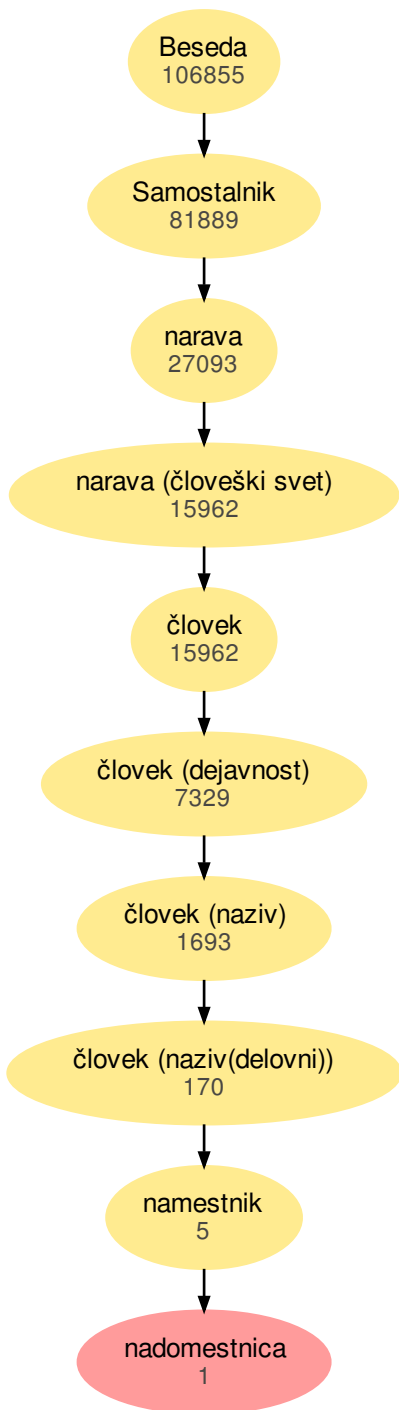 Beseda
106855
Samostalnik
81889
narava
27093
narava (človeški svet)
15962
človek
15962
človek (dejavnost)
7329
človek (naziv)
1693
človek (naziv(delovni))
170
namestnik
5
nadomestnica
1